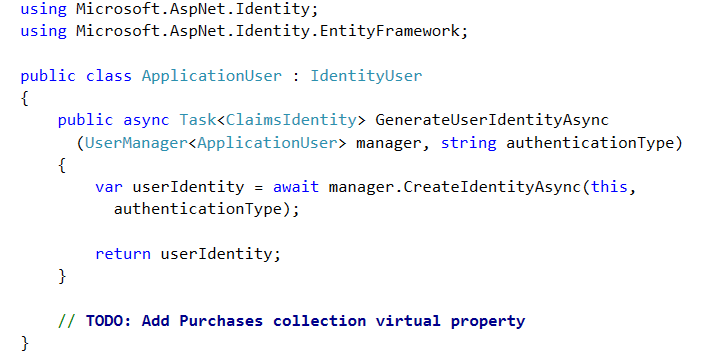 using Microsoft.AspNet.Identity;
using Microsoft.AspNet.Identity.EntityFramework;
public class ApplicationUser : IdentityUser
{
public async Task<ClaimsIdentity> GenerateUserIdentityAsync
(UserManager<ApplicationUser> manager, string authenticationType)
{
var userIdentity = await manager.CreateIdentityAsync(this,
authenticationType);
return userIdentity;
}
// TODO: Add Purchases collection virtual property
}